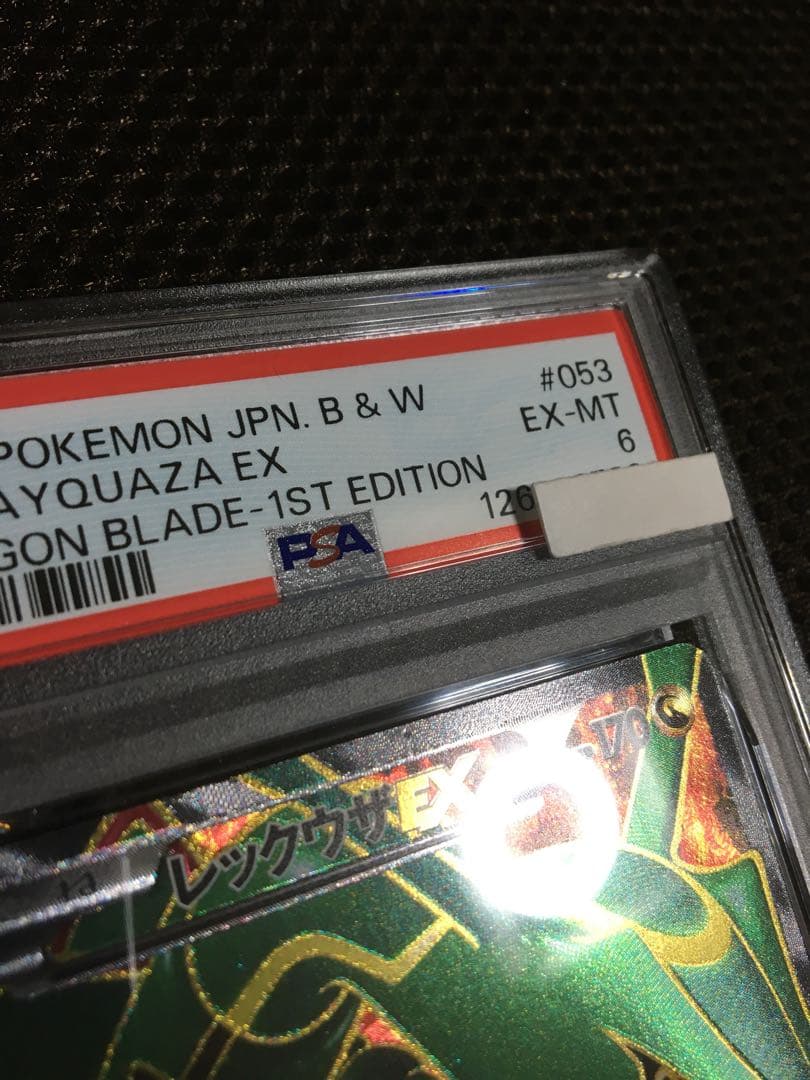 POKEMON JPN. B & W #053
AYQUAZA EX EX-MT
GON BLADE-1ST EDITION 6
126
PSA
レックウザEX 170